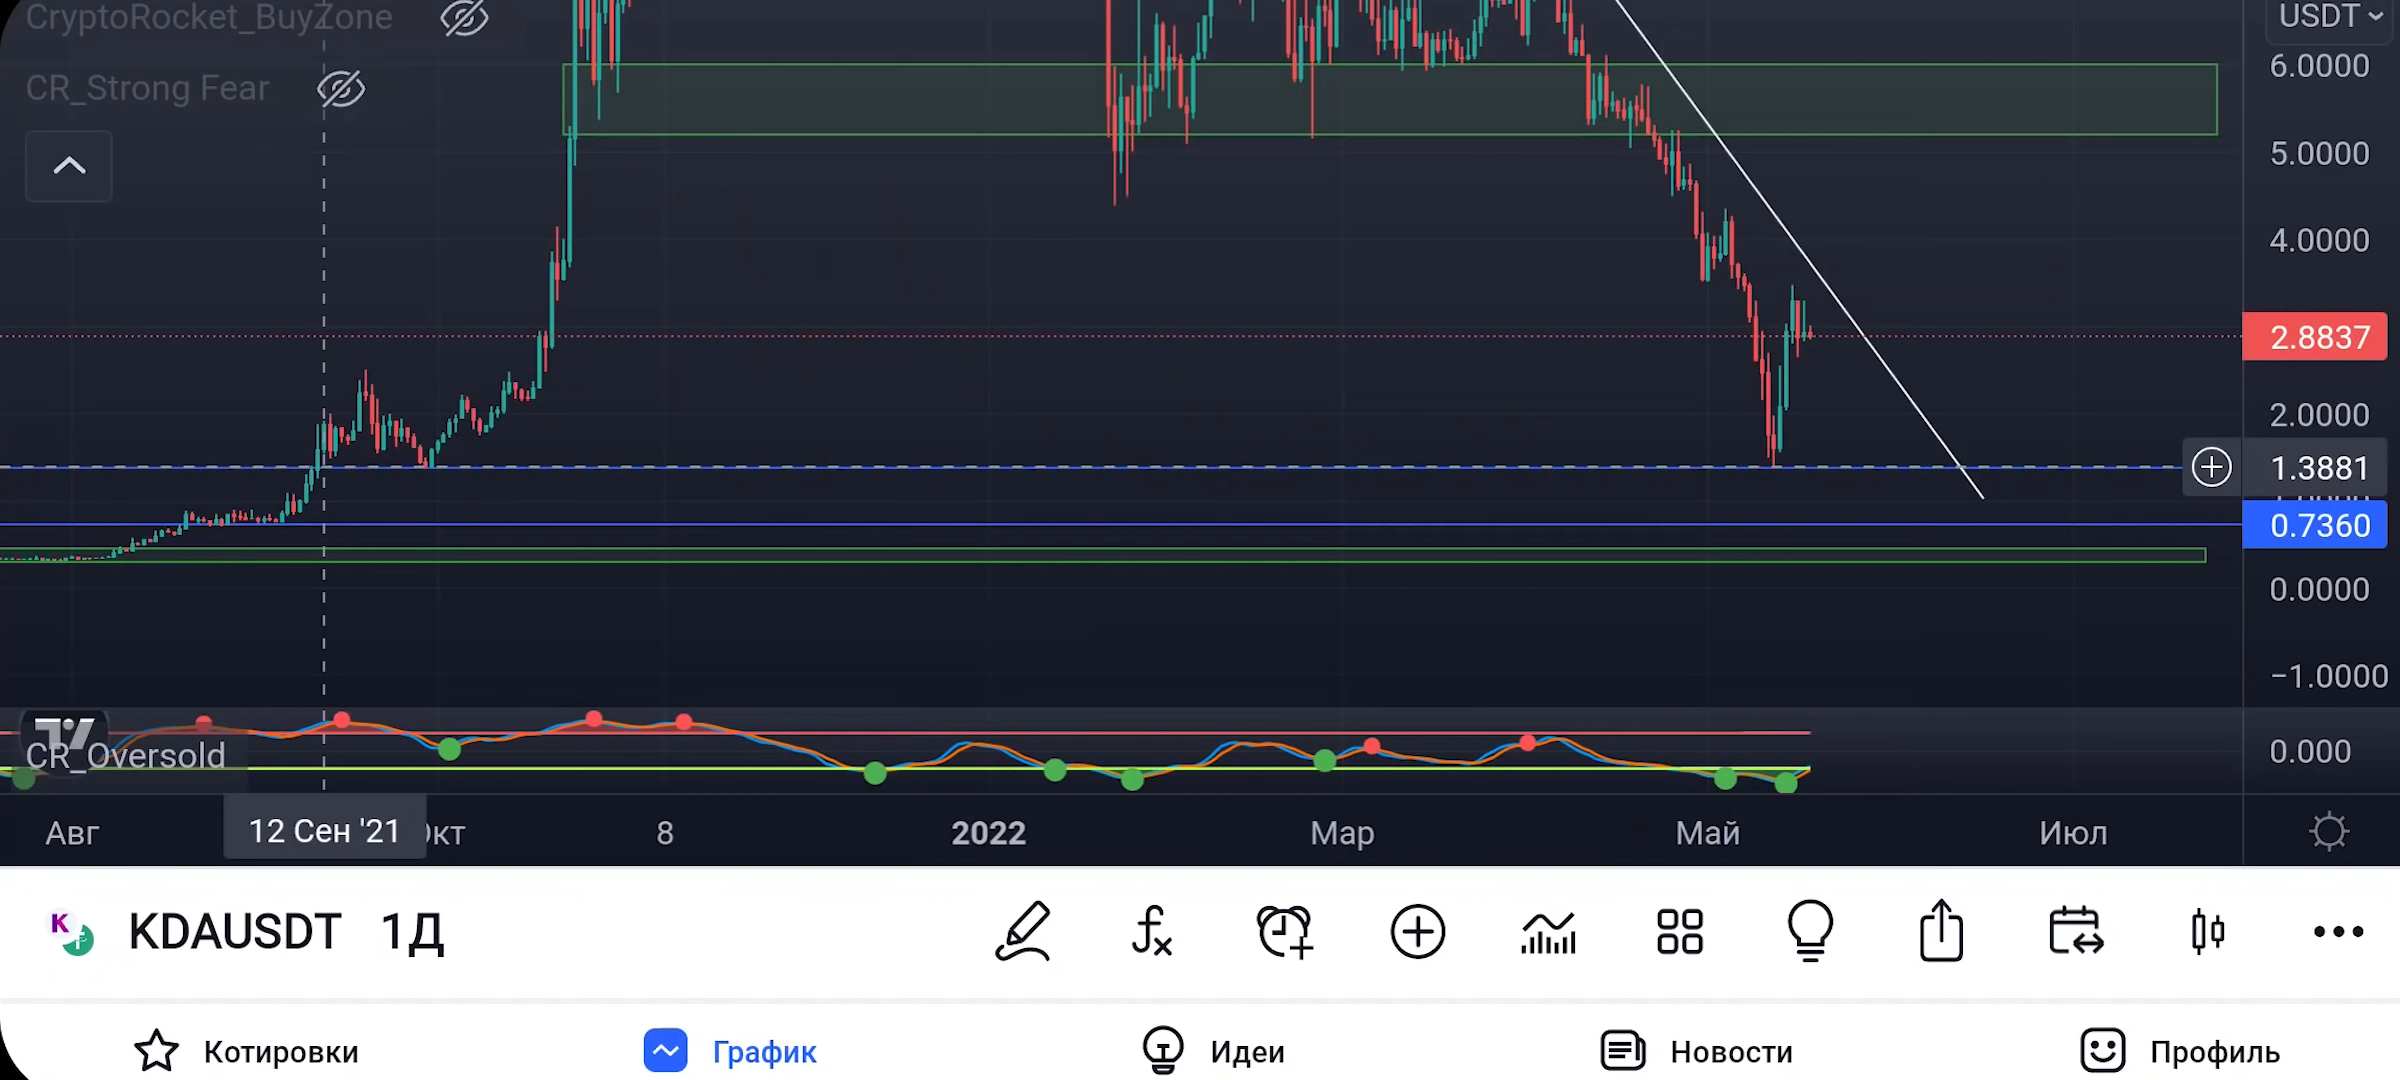 CryptoRocket_BuyZone
USDT
6.0000
CR_Strong Fear
5.0000
4.0000
2.8837
2.0000
1.3881
0.7360
0.0000
−1.0000
CR_Oversold
0.000
Авг
12 Сен '21
Окт
8
2022
Мар
Май
Июл
KDAUSDT 1Д
Котировки
График
Идеи
Новости
Профиль